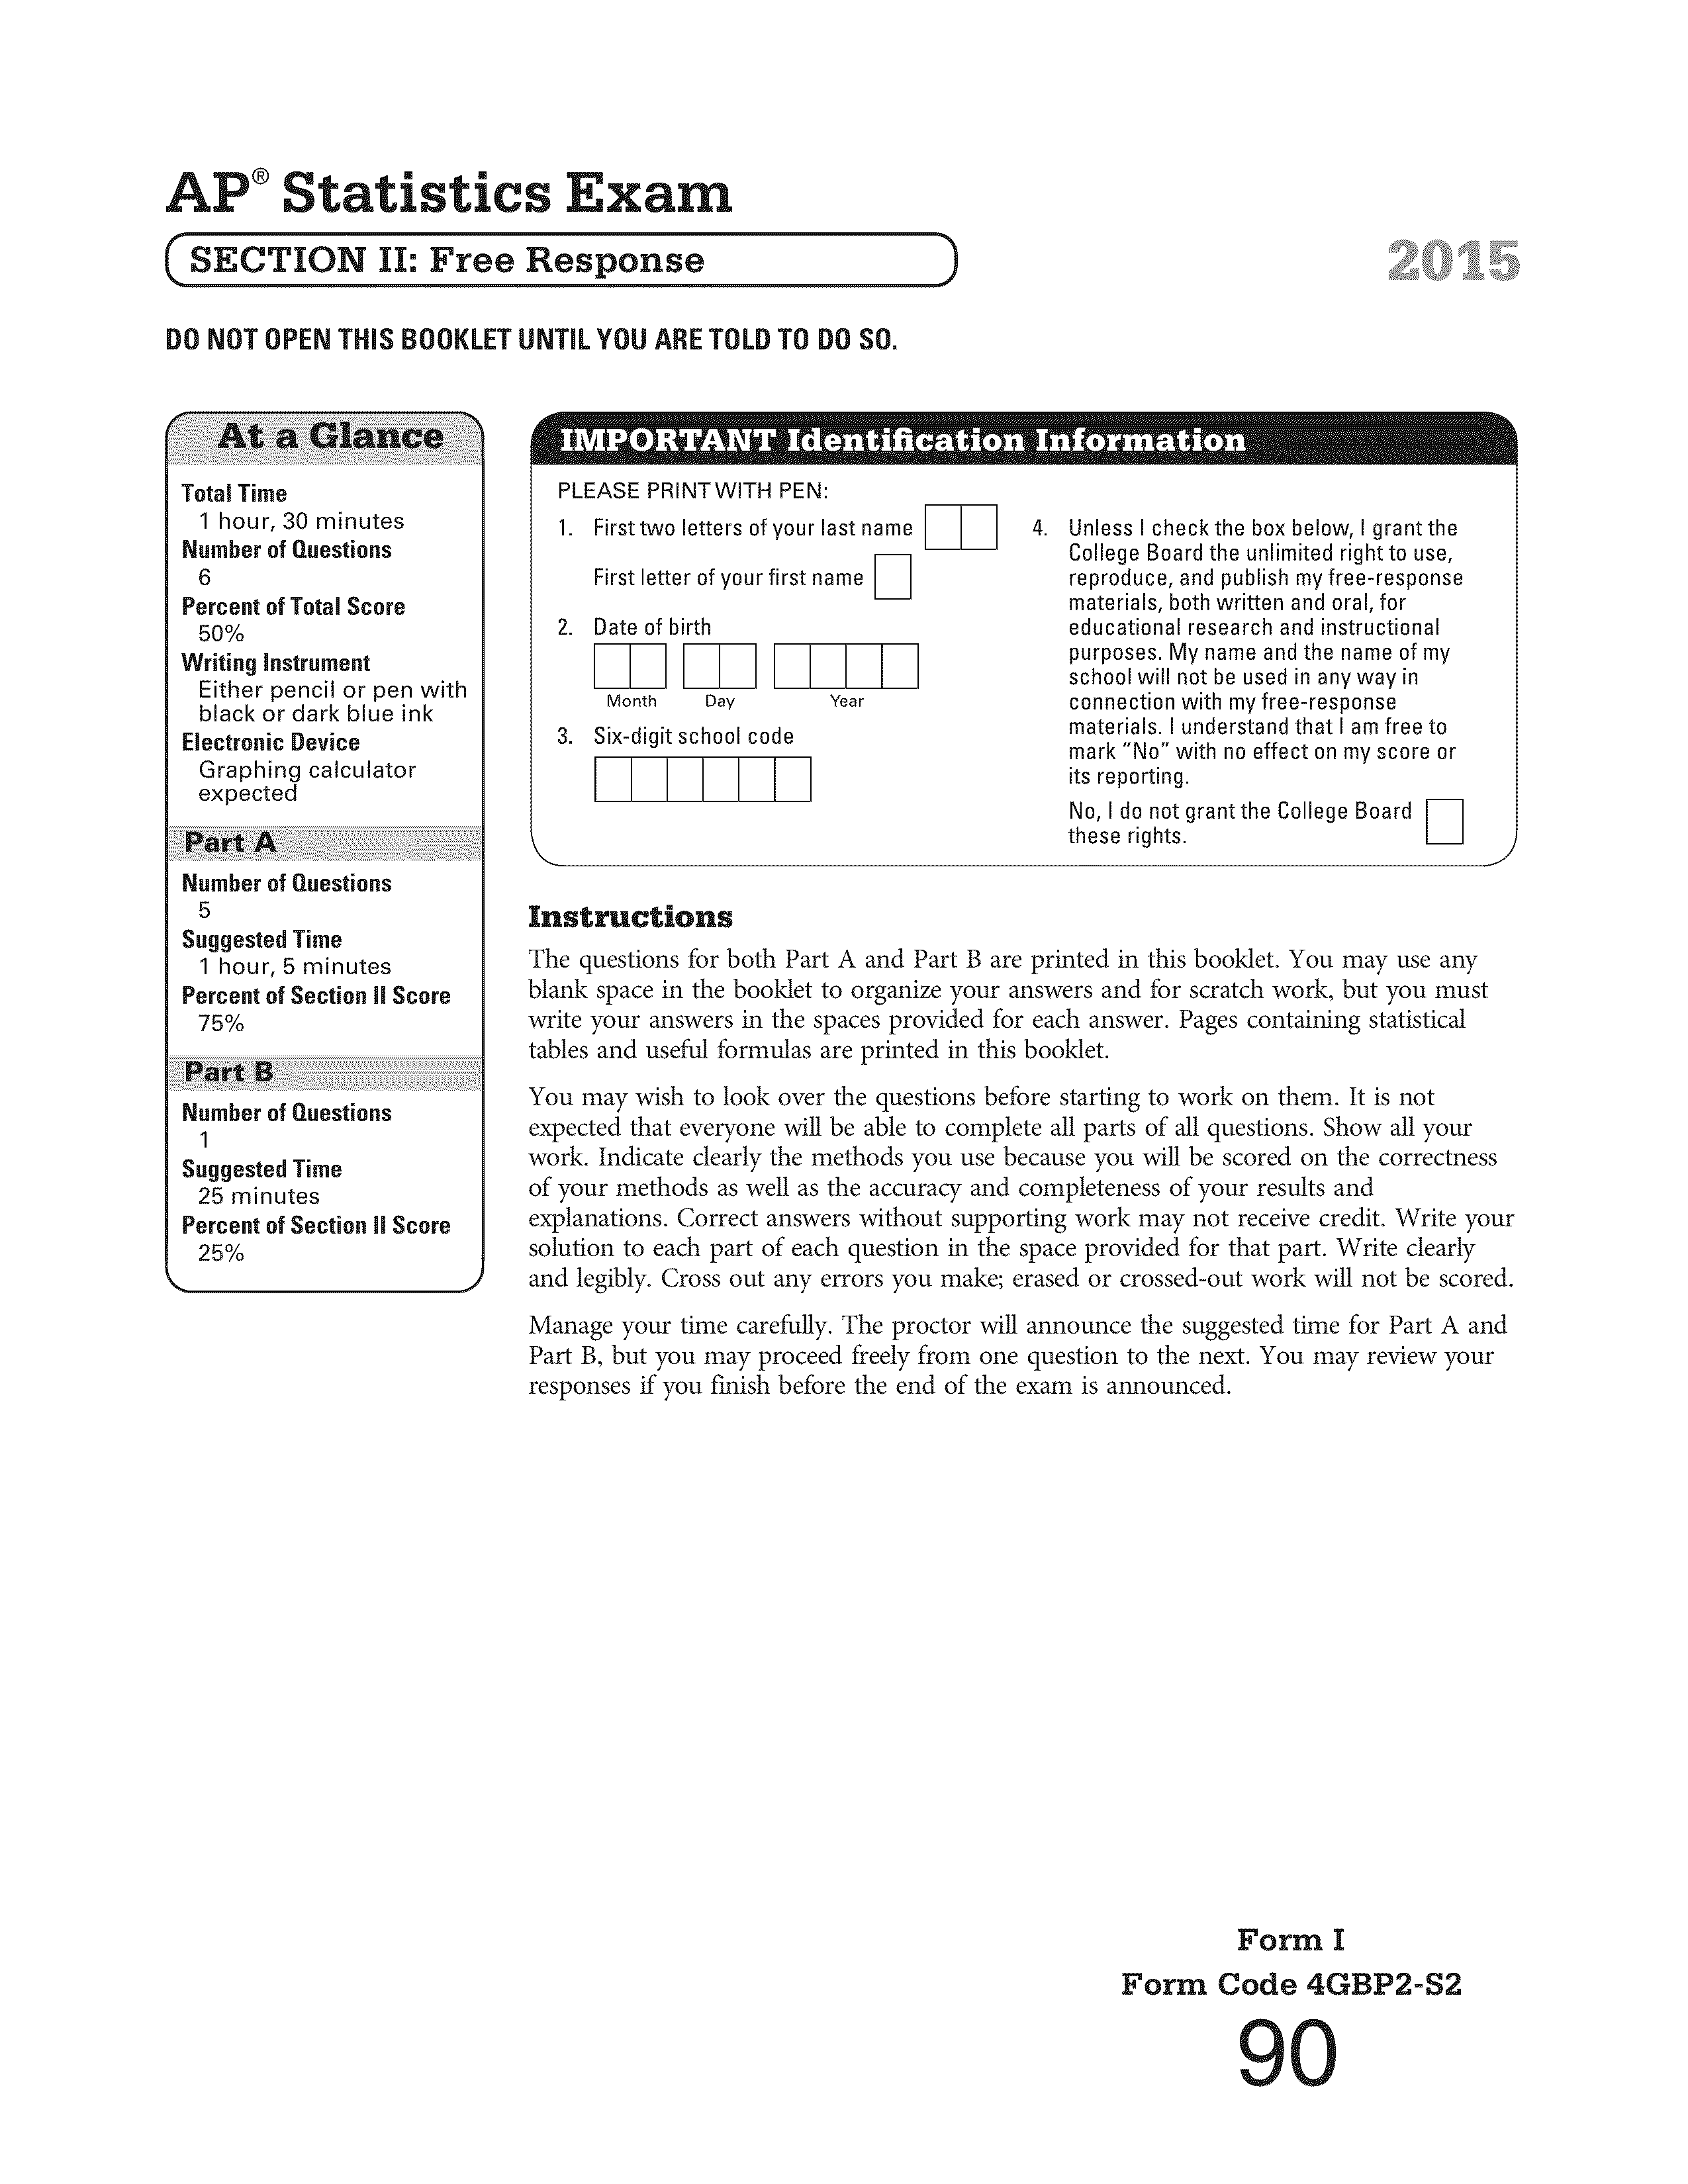 AP® Statistics Exam
SECTION II: Free Response
2015
DO NOT OPEN THIS BOOKLET UNTIL YOU ARE TOLD TO DO SO.
At a Glance
Total Time
1 hour, 30 minutes
Number of Questions
6
Percent of Total Score
50%
Writing Instrument
Either pencil or pen with
black or dark blue ink
Electronic Device
Graphing calculator
expected
Part A
Number of Questions
5
Suggested Time
1 hour, 5 minutes
Percent of Section II Score
75%
Part B
Number of Questions
1
Suggested Time
25 minutes
Percent of Section II Score
25%
IMPORTANT Identification Information
PLEASE PRINT WITH PEN:
1. First two letters of your last name
First letter of your first name
2. Date of birth
Month Day Year
3. Six-digit school code
4. Unless I check the box below, I grant the
College Board the unlimited right to use,
reproduce, and publish my free-response
materials, both written and oral, for
educational research and instructional
purposes. My name and the name of my
school will not be used in any way in
connection with my free-response
materials. I understand that I am free to
mark "No" with no effect on my score or
its reporting.
No, I do not grant the College Board
these rights.
Instructions
The questions for both Part A and Part B are printed in this booklet. You may use any
blank space in the booklet to organize your answers and for scratch work, but you must
write your answers in the spaces provided for each answer. Pages containing statistical
tables and useful formulas are printed in this booklet.
You may wish to look over the questions before starting to work on them. It is not
expected that everyone will be able to complete all parts of all questions. Show all your
work. Indicate clearly the methods you use because you will be scored on the correctness
of your methods as well as the accuracy and completeness of your results and
explanations. Correct answers without supporting work may not receive credit. Write your
solution to each part of each question in the space provided for that part. Write clearly
and legibly. Cross out any errors you make; erased or crossed-out work will not be scored.
Manage your time carefully. The proctor will announce the suggested time for Part A and
Part B, but you may proceed freely from one question to the next. You may review your
responses if you finish before the end of the exam is announced.
Form I
Form Code 4GBP2-S2
90